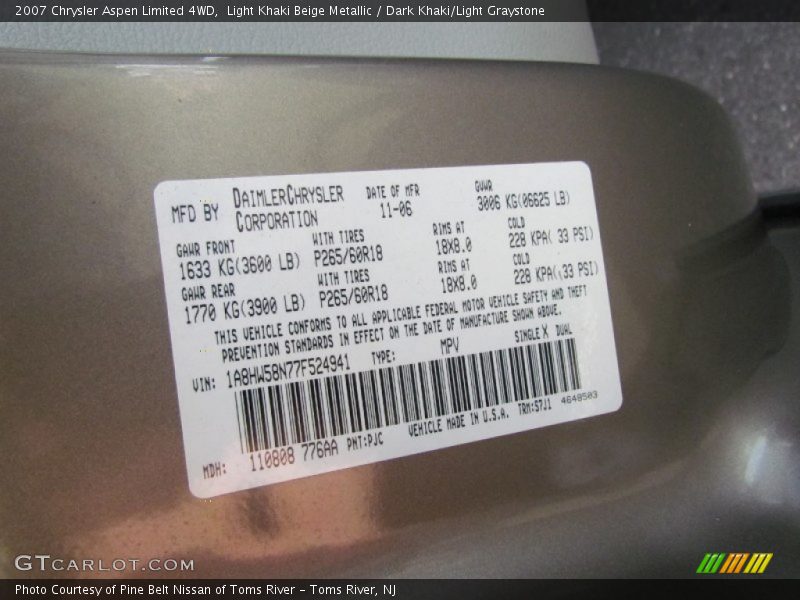 2007 Chrysler Aspen Limited 4WD,  Light Khaki Beige Metallic / Dark Khaki/Light Graystone
MFD BY DAIMLERCHRYSLER CORPORATION DATE OF MFR 11-06 GVWR 3006 KG(06625 LB)
GAWR FRONT WITH TIRES RIMS AT COLD
1633 KG(3600 LB) P265/60R18 18X8.0 228 KPA( 33 PSI)
GAWR REAR WITH TIRES RIMS AT COLD
1770 KG(3900 LB) P265/60R18 18X8.0 228 KPA( 33 PSI)
THIS VEHICLE CONFORMS TO ALL APPLICABLE FEDERAL MOTOR VEHICLE SAFETY AND THEFT
PREVENTION STANDARDS IN EFFECT ON THE DATE OF MANUFACTURE SHOWN ABOVE.
VIN: 1A8HW58N77F524941 TYPE: MPV SINGLE X DUAL
MDH: 110808 776AA PNT:PJC VEHICLE MADE IN U.S.A. TRM:S7J1 4649503
GTCARLOT.COM
Photo Courtesy of Pine Belt Nissan of Toms River – Toms River, NJ